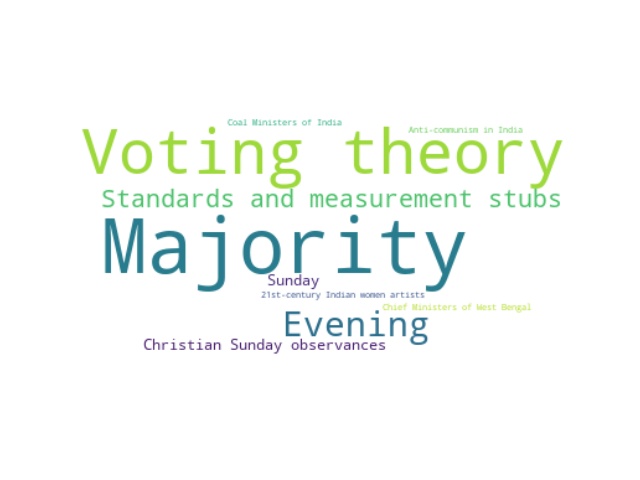 Coal Ministers of India
Anti-communism in India
Voting theory
Standards and measurement stubs
Majority
Sunday
21st-century Indian women artists
Chief Ministers of West Bengal
Evening
Christian Sunday observances